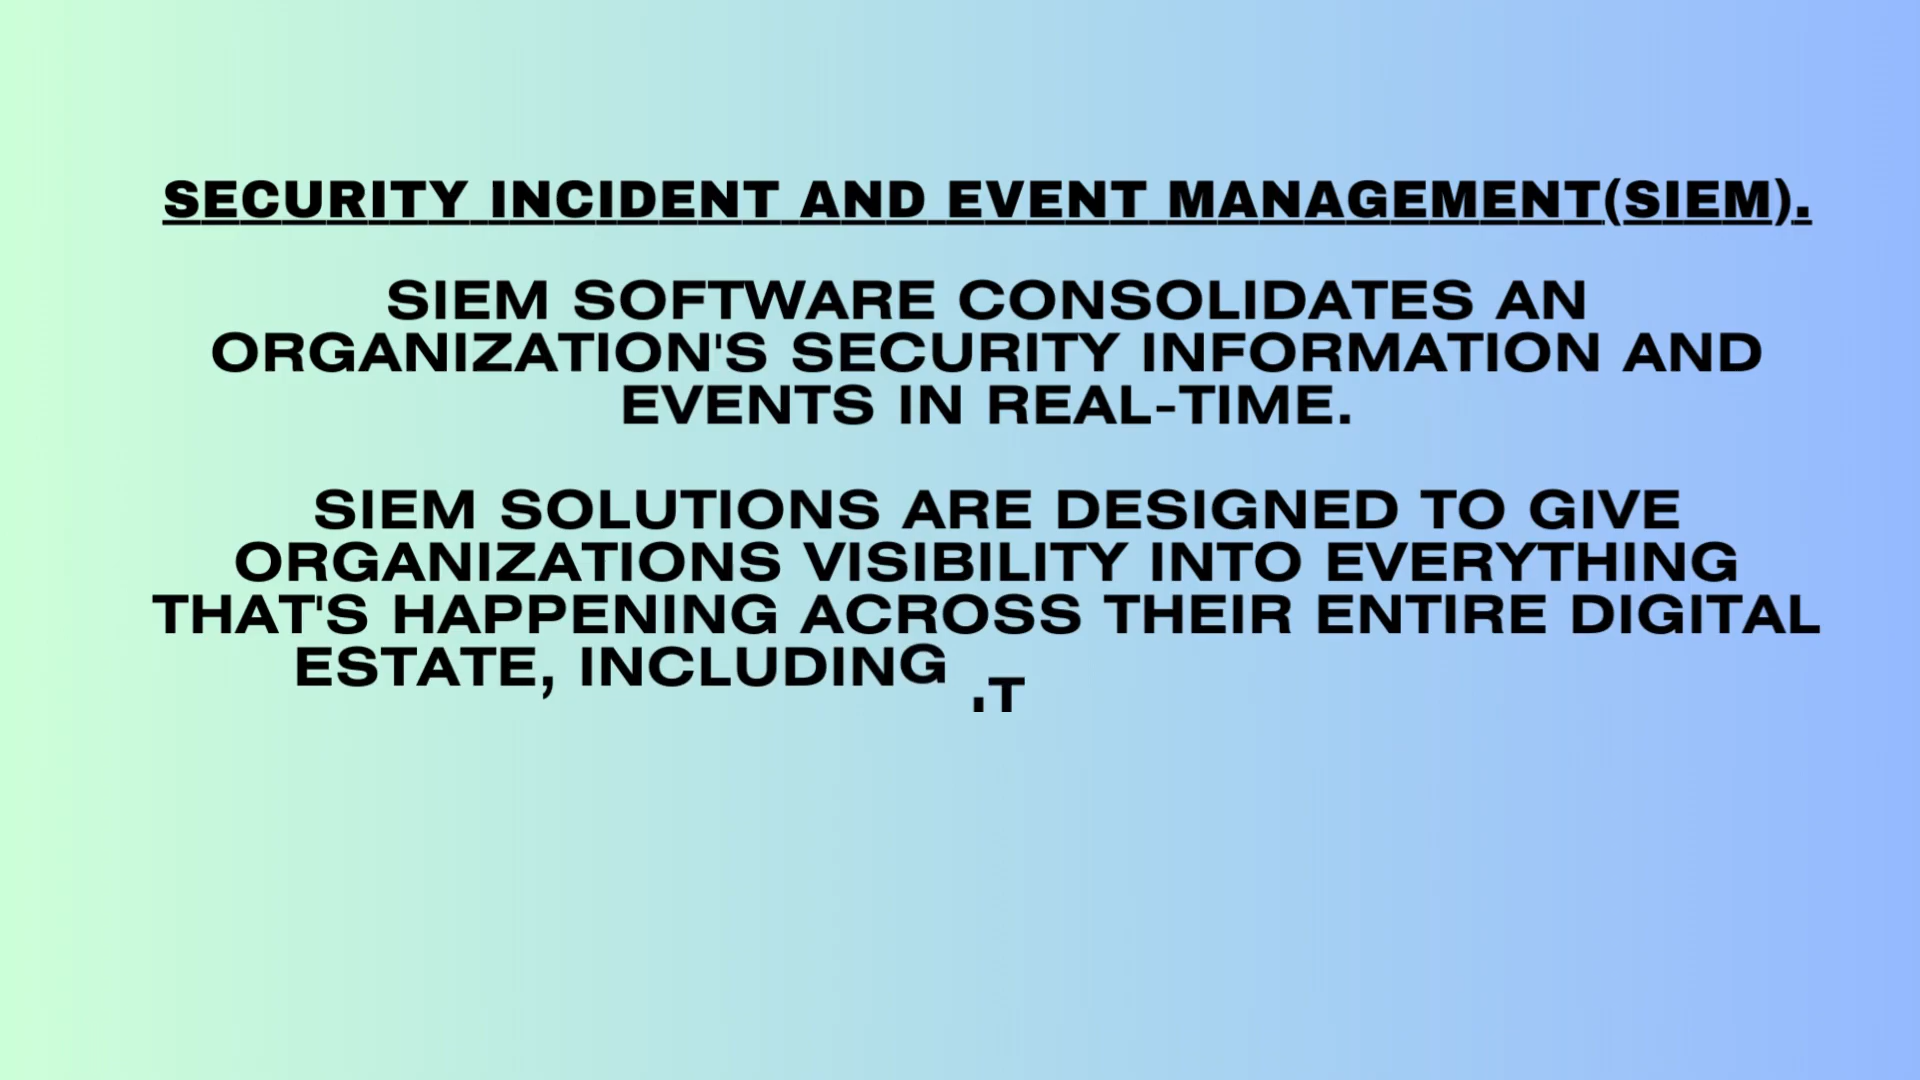 SECURITY INCIDENT AND EVENT MANAGEMENT(SIEM).
SIEM SOFTWARE CONSOLIDATES AN
ORGANIZATION'S SECURITY INFORMATION AND
EVENTS IN REAL-TIME.
SIEM SOLUTIONS ARE DESIGNED TO GIVE
ORGANIZATIONS VISIBILITY INTO EVERYTHING
THAT'S HAPPENING ACROSS THEIR ENTIRE DIGITAL
ESTATE, INCLUDING